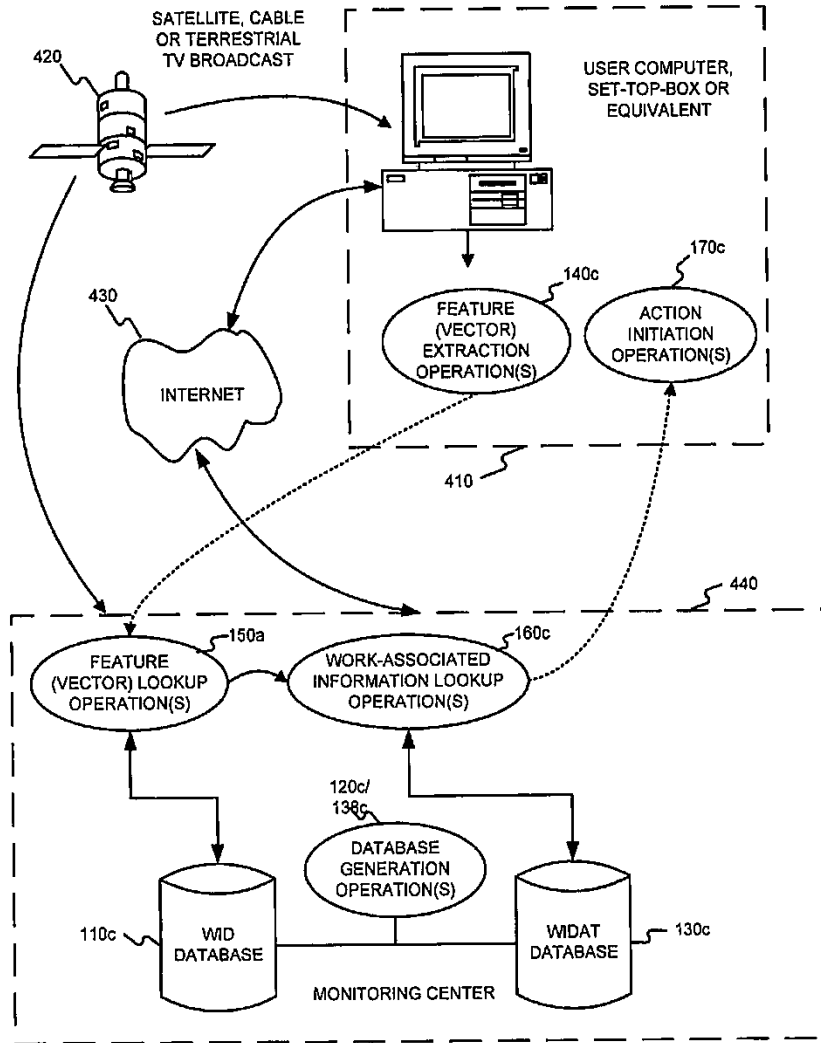 SATELLITE, CABLE
OR TERRESTRIAL
TV BROADCAST
420
USER COMPUTER,
SET-TOP-BOX OR
EQUIVALENT
430
INTERNET
140c
FEATURE
(VECTOR)
EXTRACTION
OPERATION(S)
170c
ACTION
INITIATION
OPERATION(S)
410
440
150a
FEATURE
(VECTOR) LOOKUP
OPERATION(S)
160c
WORK-ASSOCIATED
INFORMATION LOOKUP
OPERATION(S)
120c/
138c
DATABASE
GENERATION
OPERATION(S)
110c
WID
DATABASE
WIDAT
DATABASE
130c
MONITORING CENTER